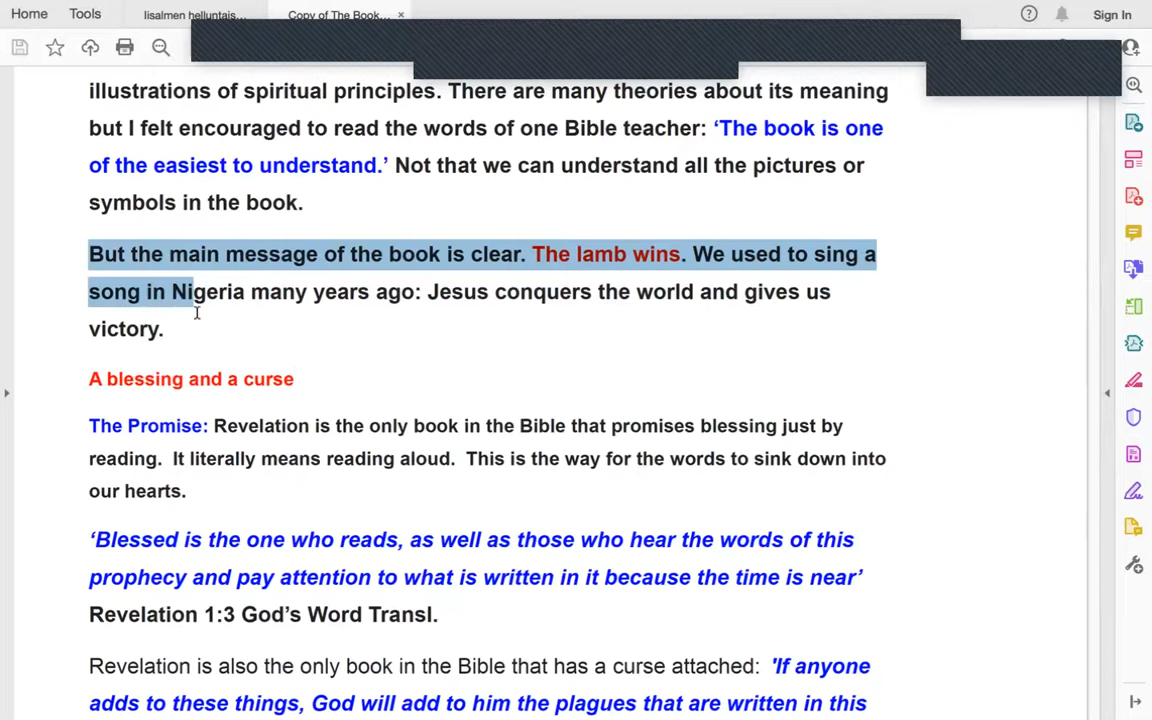 Home Tools lisalmen helluntais... Copy of The Book... × Sign In
illustrations of spiritual principles. There are many theories about its meaning
but I felt encouraged to read the words of one Bible teacher: ‘The book is one
of the easiest to understand.’ Not that we can understand all the pictures or
symbols in the book.
But the main message of the book is clear. The lamb wins. We used to sing a
song in Nigeria many years ago: Jesus conquers the world and gives us
victory.
A blessing and a curse
The Promise: Revelation is the only book in the Bible that promises blessing just by
reading.  It literally means reading aloud.  This is the way for the words to sink down into
our hearts.
‘Blessed is the one who reads, as well as those who hear the words of this
prophecy and pay attention to what is written in it because the time is near’
Revelation 1:3 God’s Word Transl.
Revelation is also the only book in the Bible that has a curse attached:  'If anyone
adds to these things, God will add to him the plagues that are written in this